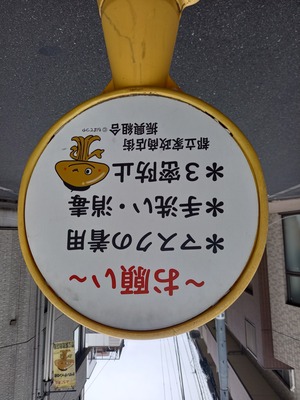 ～お願い～
＊マスクの着用
＊手洗い・消毒
＊３密防止
都立家政商店街
振興組合